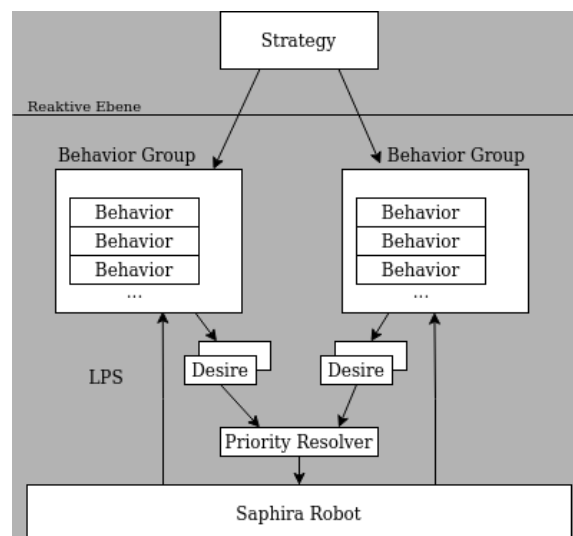 Strategy
Reaktive Ebene
Behavior Group
Behavior Group
Behavior
Behavior
Behavior
...
Behavior
Behavior
Behavior
...
LPS
Desire
Desire
Priority Resolver
Saphira Robot